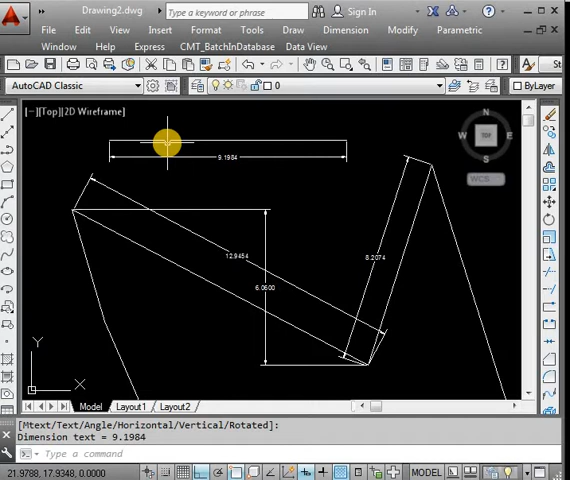 Drawing2.dwg
Type a keyword or phrase
Sign In
File Edit View Insert Format Tools Draw Dimension Modify Parametric
Window Help Express CMT_BatchInDatabase Data View
AutoCAD Classic
0
ByLayer
[−][Top][2D Wireframe]
N
W TOP E
S
WCS
9.1984
12.9454
8.2074
6.0600
Y
X
Model Layout1 Layout2
[Mtext/Text/Angle/Horizontal/Vertical/Rotated]:
Dimension text = 9.1984
Type a command
21.9788, 17.9348, 0.0000
MODEL